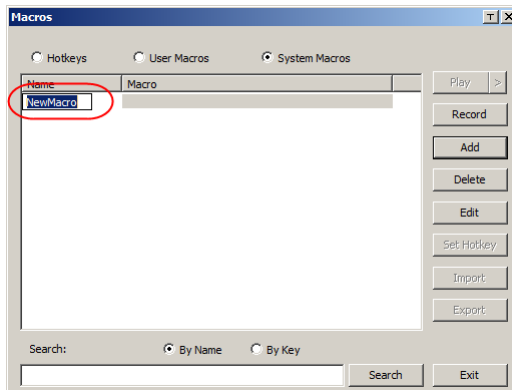 Macros
T X
Hotkeys User Macros System Macros
Name Macro
NewMacro
Play >
Record
Add
Delete
Edit
Set Hotkey
Import
Export
Search: By Name By Key
Search Exit